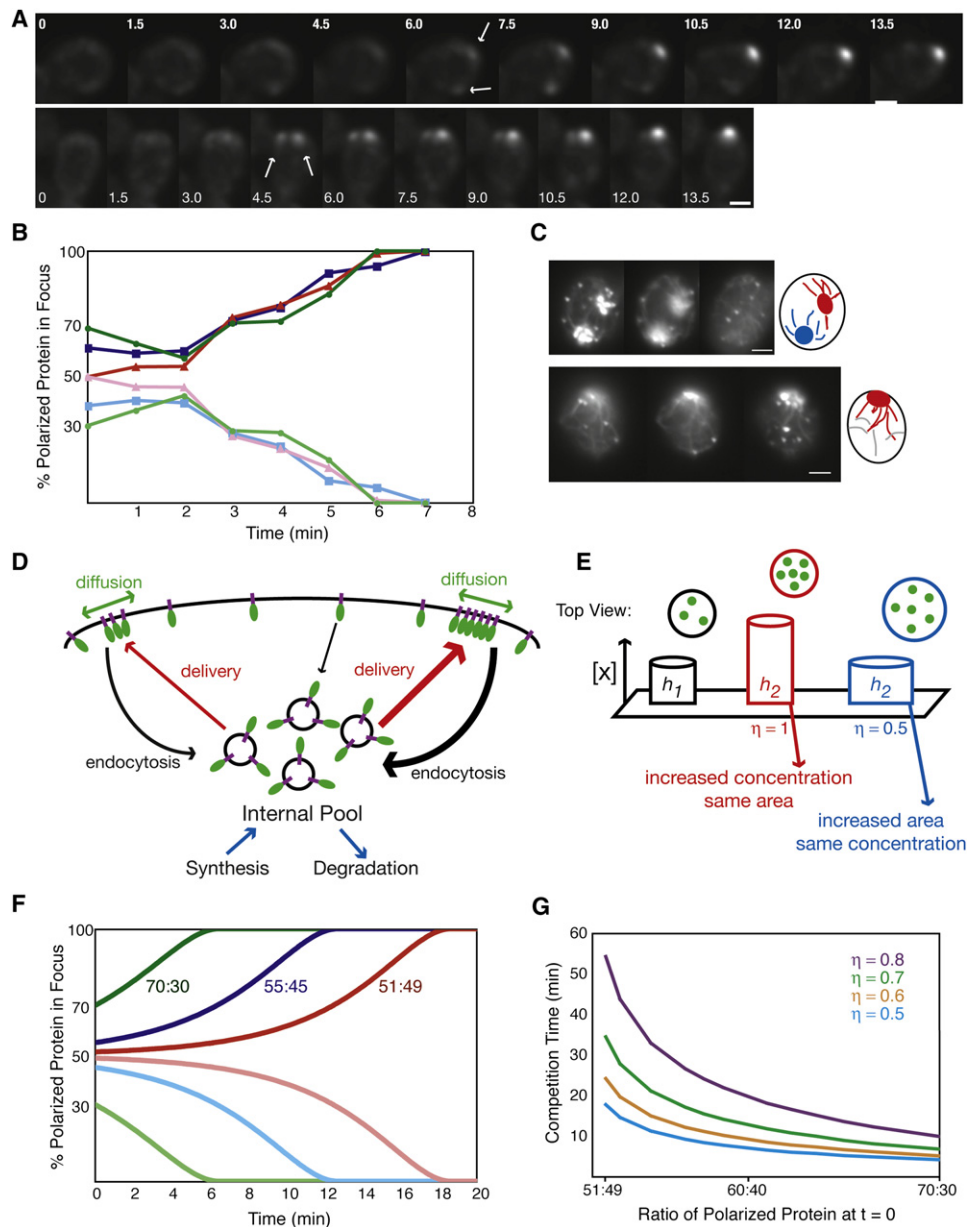 A
0 1.5 3.0 4.5 6.0 7.5 9.0 10.5 12.0 13.5
0 1.5 3.0 4.5 6.0 7.5 9.0 10.5 12.0 13.5
B
% Polarized Protein in Focus
100
70
50
30
1 2 3 4 5 6 7 8
Time (min)
C
D
diffusion
diffusion
delivery
delivery
endocytosis
endocytosis
Internal Pool
Synthesis
Degradation
E
Top View:
[x]
h1
h2
h2
η = 1
η = 0.5
increased concentration
same area
increased area
same concentration
F
% Polarized Protein in Focus
100
70
50
30
70:30
55:45
51:49
0 2 4 6 8 10 12 14 16 18 20
Time (min)
G
Competition Time (min)
60
50
40
30
20
10
η = 0.8
η = 0.7
η = 0.6
η = 0.5
51:49 60:40 70:30
Ratio of Polarized Protein at t = 0